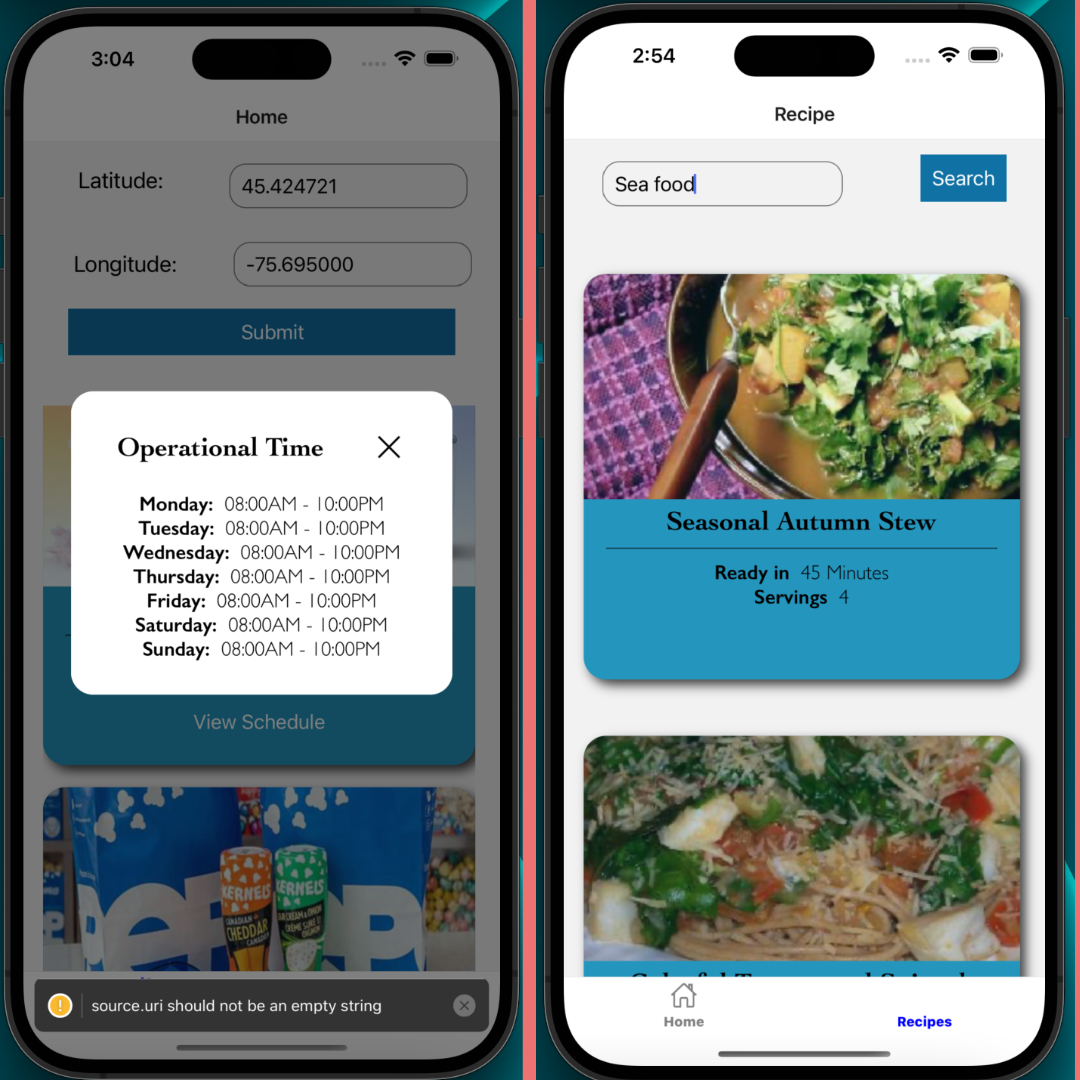 3:04
Home
Latitude:
45.424721
Longitude:
-75.695000
Submit
Operational Time
Monday: 08:00AM - 10:00PM
Tuesday: 08:00AM - 10:00PM
Wednesday: 08:00AM - 10:00PM
Thursday: 08:00AM - 10:00PM
Friday: 08:00AM - 10:00PM
Saturday: 08:00AM - 10:00PM
Sunday: 08:00AM - 10:00PM
View Schedule
KERNELS
KERNELS
CANADIAN
CHEDDAR
CREAM & ONION
source.uri should not be an empty string
2:54
Recipe
Sea food
Search
Seasonal Autumn Stew
Ready in 45 Minutes
Servings 4
Home
Recipes